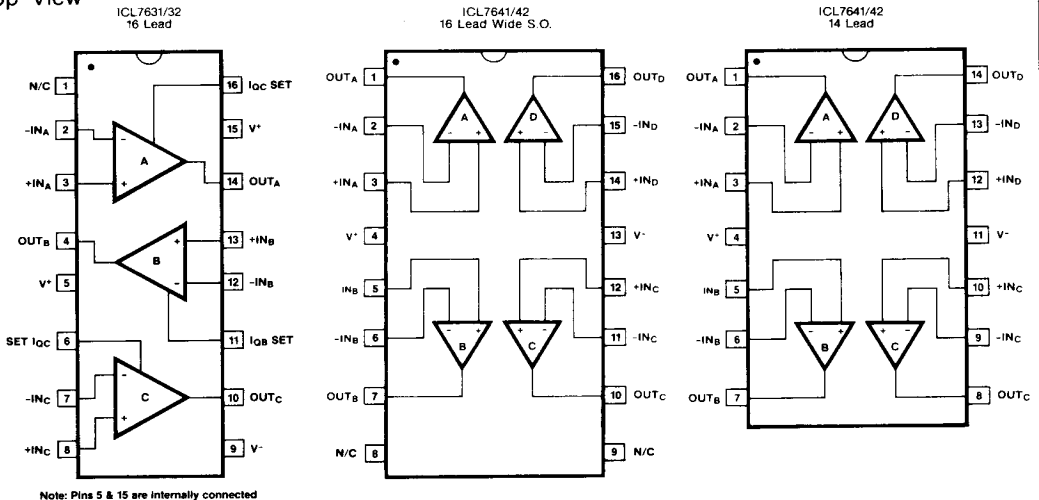 Top View
ICL7631/32
16 Lead
N/C 1
-INA 2
+INA 3
OUTB 4
V+ 5
SET IQC 6
-INC 7
+INC 8
16 IQC SET
15 V+
14 OUTA
13 +INB
12 -INB
11 IQB SET
10 OUTC
9 V-
- A +
+ B -
- C +
Note: Pins 5 & 15 are internally connected
ICL7641/42
16 Lead Wide S.O.
OUTA 1
-INA 2
+INA 3
V+ 4
INB 5
-INB 6
OUTB 7
N/C 8
16 OUTD
15 -IND
14 +IND
13 V-
12 +INC
11 -INC
10 OUTC
9 N/C
A - +
D + -
- + B
+ - C
ICL7641/42
14 Lead
OUTA 1
-INA 2
+INA 3
V+ 4
INB 5
-INB 6
OUTB 7
14 OUTD
13 -IND
12 +IND
11 V-
10 +INC
9 -INC
8 OUTC
A - +
D + -
- + B
+ - C